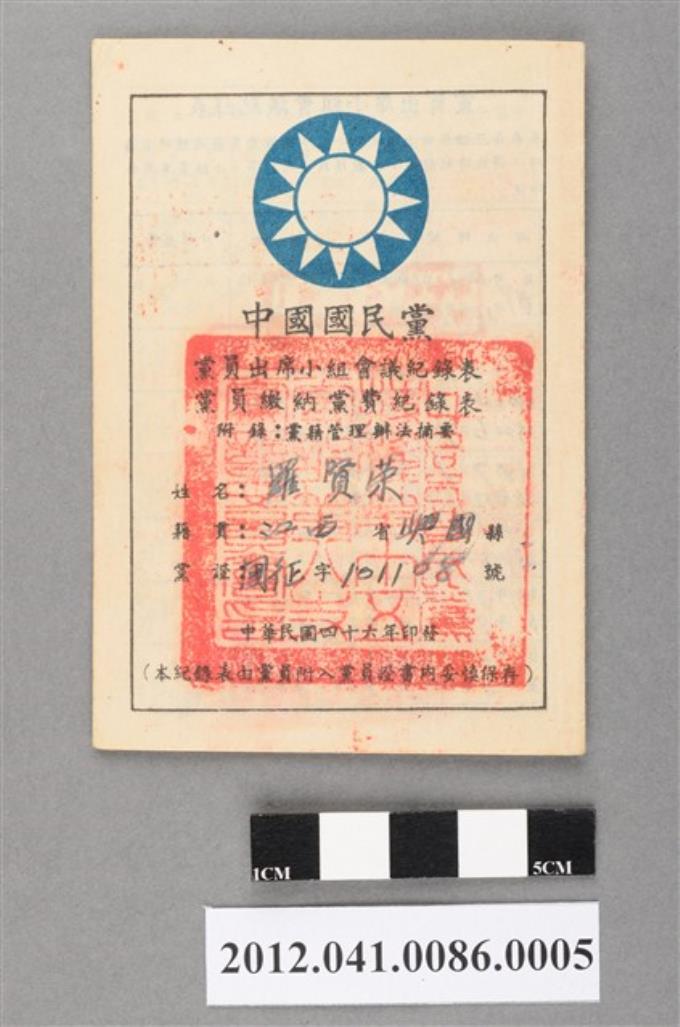 中國國民黨
黨員出席小組會議紀錄表
黨員繳納黨費紀錄表
附錄：黨籍管理辦法摘要
姓名：羅賢荣
籍貫：江西省興國縣
黨證：國征字101108號
中華民國四十六年印發
（本紀錄表由黨員附入黨員證書內妥慎保存）
1CM 5CM
2012.041.0086.0005